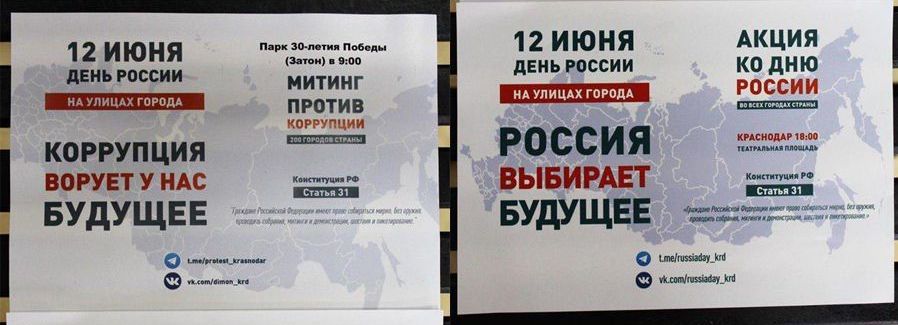 12 ИЮНЯ
ДЕНЬ РОССИИ
НА УЛИЦАХ ГОРОДА
КОРРУПЦИЯ
ВОРУЕТ У НАС
БУДУЩЕЕ
Парк 30-летия Победы
(Затон) в 9:00
МИТИНГ
ПРОТИВ
КОРРУПЦИИ
200 ГОРОДОВ СТРАНЫ
Конституция РФ
Статья 31
"Граждане Российской Федерации имеют право собираться мирно, без оружия,
проводить собрания, митинги и демонстрации, шествия и пикетирование."
t.me/protest_krasnodar
vk.com/dimon_krd
12 ИЮНЯ
ДЕНЬ РОССИИ
НА УЛИЦАХ ГОРОДА
РОССИЯ
ВЫБИРАЕТ
БУДУЩЕЕ
АКЦИЯ
КО ДНЮ
РОССИИ
ВО ВСЕХ ГОРОДАХ СТРАНЫ
КРАСНОДАР 18:00
ТЕАТРАЛЬНАЯ ПЛОЩАДЬ
Конституция РФ
Статья 31
«Граждане Российской Федерации имеют право собираться мирно, без оружия,
проводить собрания, митинги и демонстрации, шествия и пикетирование.»
t.me/russiaday_krd
vk.com/russiaday_krd